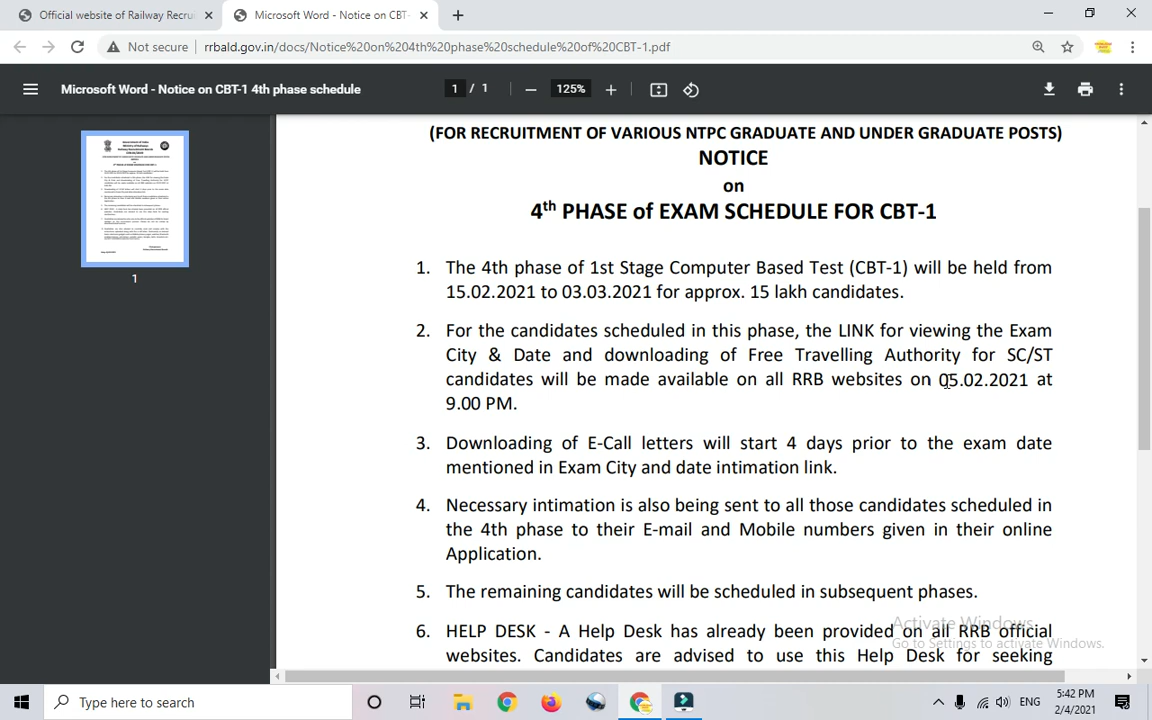 Official website of Railway Recrui
Microsoft Word - Notice on CBT-
Not secure
rrbald.gov.in/docs/Notice%20on%204th%20phase%20schedule%20of%20CBT-1.pdf
Microsoft Word - Notice on CBT-1 4th phase schedule
1 / 1
125%
1
(FOR RECRUITMENT OF VARIOUS NTPC GRADUATE AND UNDER GRADUATE POSTS)
NOTICE
on
4th PHASE of EXAM SCHEDULE FOR CBT-1
1. The 4th phase of 1st Stage Computer Based Test (CBT-1) will be held from
15.02.2021 to 03.03.2021 for approx. 15 lakh candidates.
2. For the candidates scheduled in this phase, the LINK for viewing the Exam
City & Date and downloading of Free Travelling Authority for SC/ST
candidates will be made available on all RRB websites on 05.02.2021 at
9.00 PM.
3. Downloading of E-Call letters will start 4 days prior to the exam date
mentioned in Exam City and date intimation link.
4. Necessary intimation is also being sent to all those candidates scheduled in
the 4th phase to their E-mail and Mobile numbers given in their online
Application.
5. The remaining candidates will be scheduled in subsequent phases.
6. HELP DESK - A Help Desk has already been provided on all RRB official
websites. Candidates are advised to use this Help Desk for seeking
Activate Windows
Go to Settings to activate Windows.
Type here to search
ENG
5:42 PM
2/4/2021